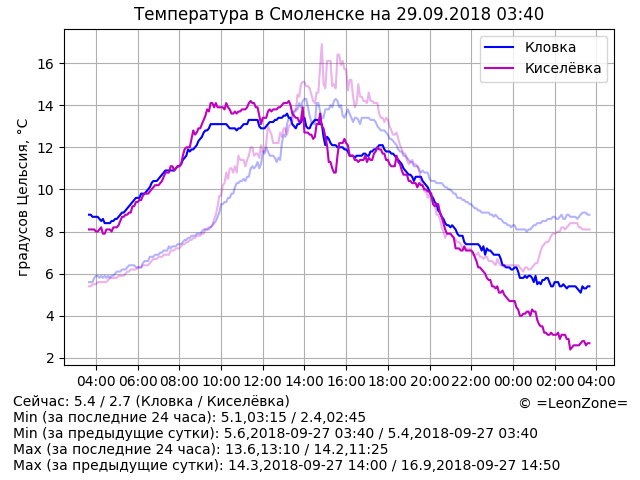 Температура в Смоленске на 29.09.2018 03:40
градусов Цельсия, °C
16
14
12
10
8
6
4
2
Кловка
Киселёвка
04:00 06:00 08:00 10:00 12:00 14:00 16:00 18:00 20:00 22:00 00:00 02:00 04:00
Сейчас: 5.4 / 2.7 (Кловка / Киселёвка)
© =LeonZone=
Min (за последние 24 часа): 5.1,03:15 / 2.4,02:45
Min (за предыдущие сутки): 5.6,2018-09-27 03:40 / 5.4,2018-09-27 03:40
Max (за последние 24 часа): 13.6,13:10 / 14.2,11:25
Max (за предыдущие сутки): 14.3,2018-09-27 14:00 / 16.9,2018-09-27 14:50